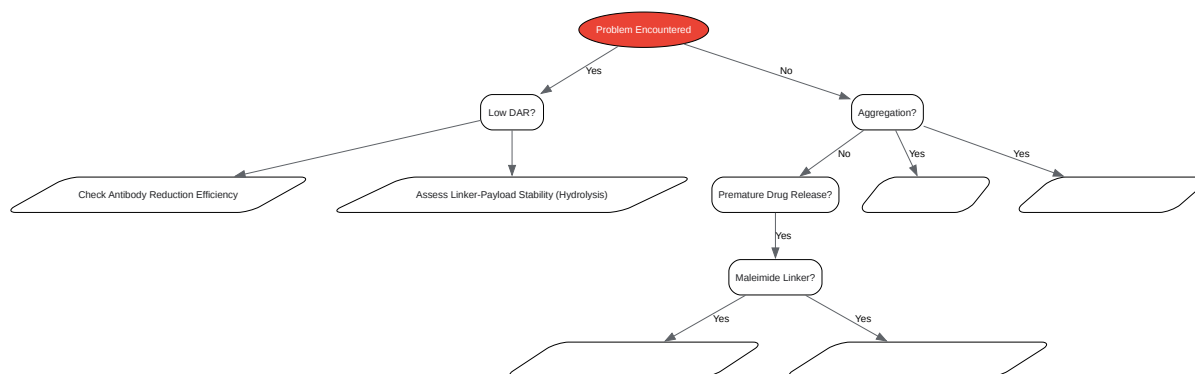 Problem Encountered
Yes
No
Low DAR?
Aggregation?
No
Yes
Yes
Check Antibody Reduction Efficiency
Assess Linker-Payload Stability (Hydrolysis)
Premature Drug Release?
Yes
Maleimide Linker?
Yes
Yes